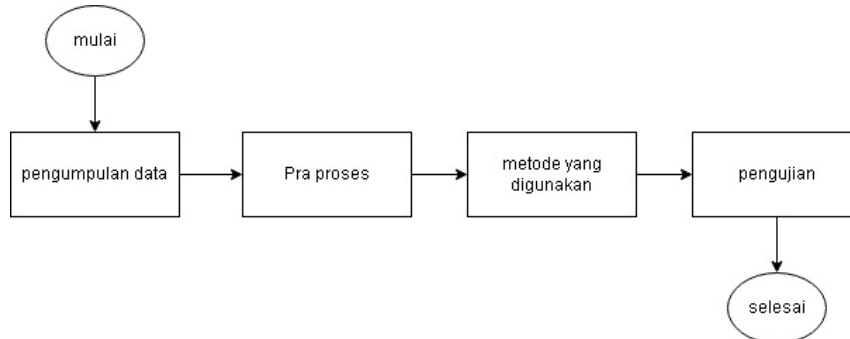 mulai
pengumpulan data
Pra proses
metode yang
digunakan
pengujian
selesai